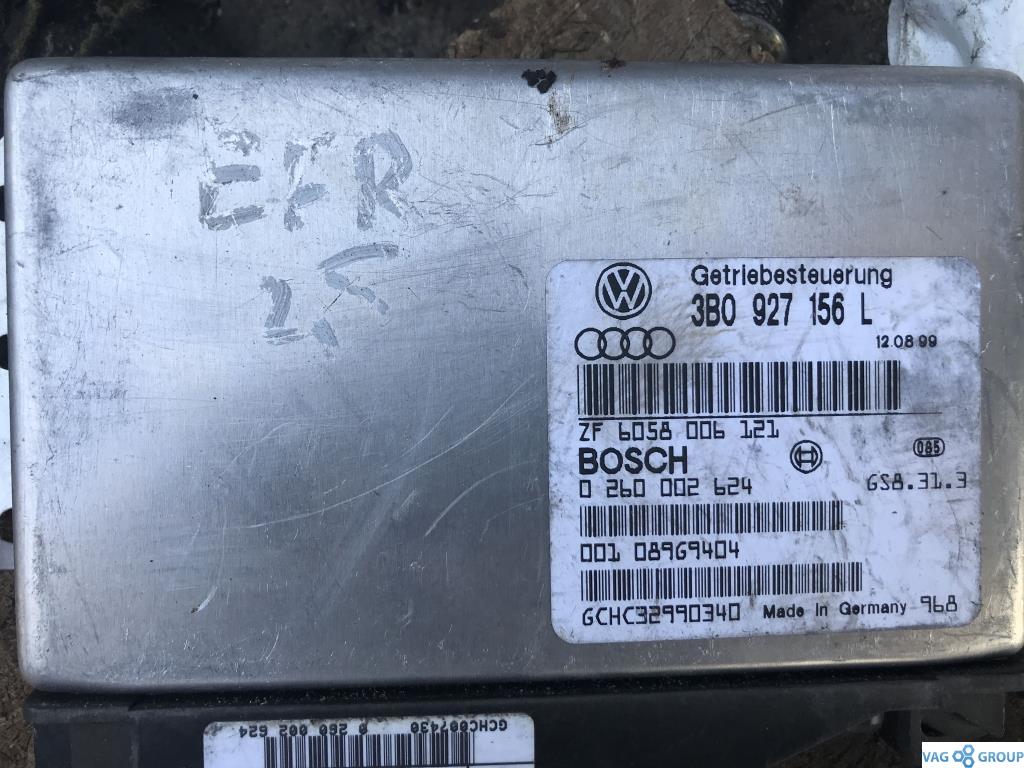 EFR
2,5
Getriebesteuerung
3B0 927 156 L
12.08.99
ZF 6058 006 121
085
BOSCH
0 260 002 624
GS8.31.3
001 08969404
GCHC32990340 Made in Germany 968
GCHC007430 0 260 002 624
VAG GROUP